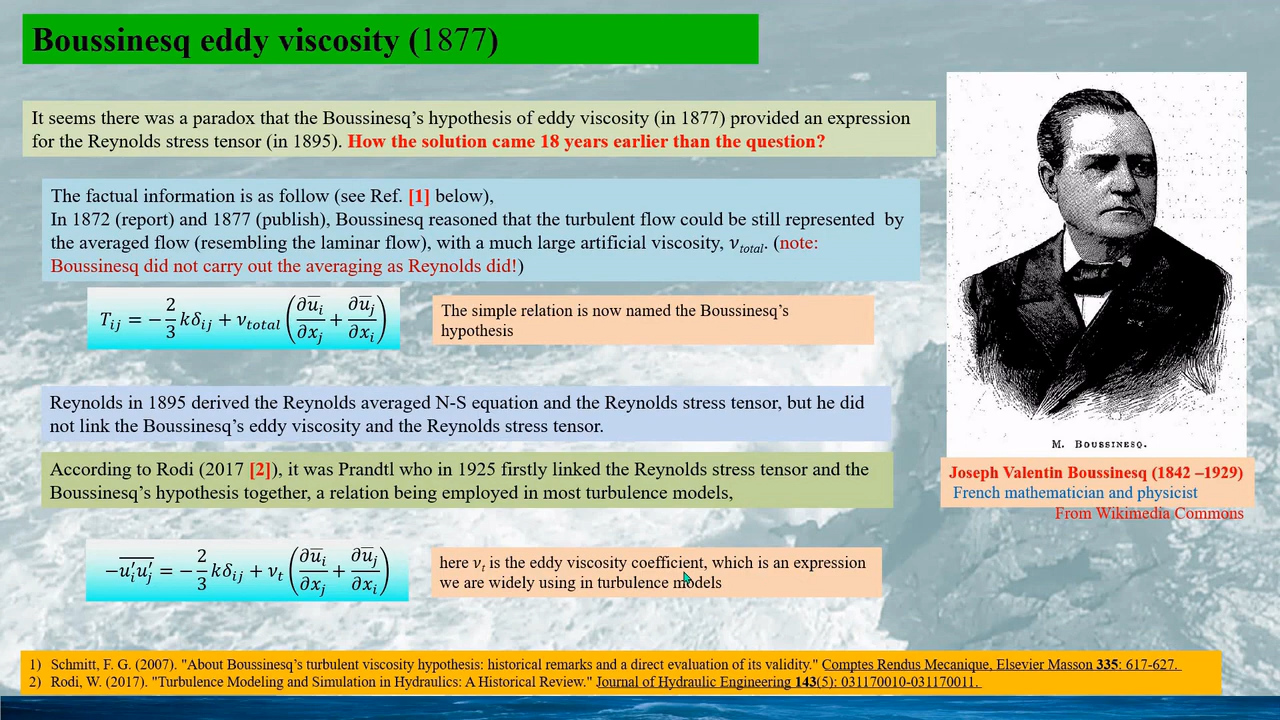 Boussinesq eddy viscosity (1877)
It seems there was a paradox that the Boussinesq's hypothesis of eddy viscosity (in 1877) provided an expression
for the Reynolds stress tensor (in 1895). How the solution came 18 years earlier than the question?
The factual information is as follow (see Ref. [1] below),
In 1872 (report) and 1877 (publish), Boussinesq reasoned that the turbulent flow could be still represented by
the averaged flow (resembling the laminar flow), with a much large artificial viscosity, ν_total. (note:
Boussinesq did not carry out the averaging as Reynolds did!)
T_ij = −2/3 kδ_ij + ν_total (∂u̅_i/∂x_j + ∂u̅_j/∂x_i)
The simple relation is now named the Boussinesq's
hypothesis
Reynolds in 1895 derived the Reynolds averaged N-S equation and the Reynolds stress tensor, but he did
not link the Boussinesq's eddy viscosity and the Reynolds stress tensor.
According to Rodi (2017 [2]), it was Prandtl who in 1925 firstly linked the Reynolds stress tensor and the
Boussinesq's hypothesis together, a relation being employed in most turbulence models,
−\overline{u′_i u′_j} = −2/3 kδ_ij + ν_t (∂u̅_i/∂x_j + ∂u̅_j/∂x_i)
here ν_t is the eddy viscosity coefficient, which is an expression
we are widely using in turbulence models
M. BOUSSINESQ.
Joseph Valentin Boussinesq (1842 –1929)
French mathematician and physicist
From Wikimedia Commons
1) Schmitt, F. G. (2007). "About Boussinesq's turbulent viscosity hypothesis: historical remarks and a direct evaluation of its validity." Comptes Rendus Mecanique, Elsevier Masson 335: 617-627.
2) Rodi, W. (2017). "Turbulence Modeling and Simulation in Hydraulics: A Historical Review." Journal of Hydraulic Engineering 143(5): 031170010-031170011.